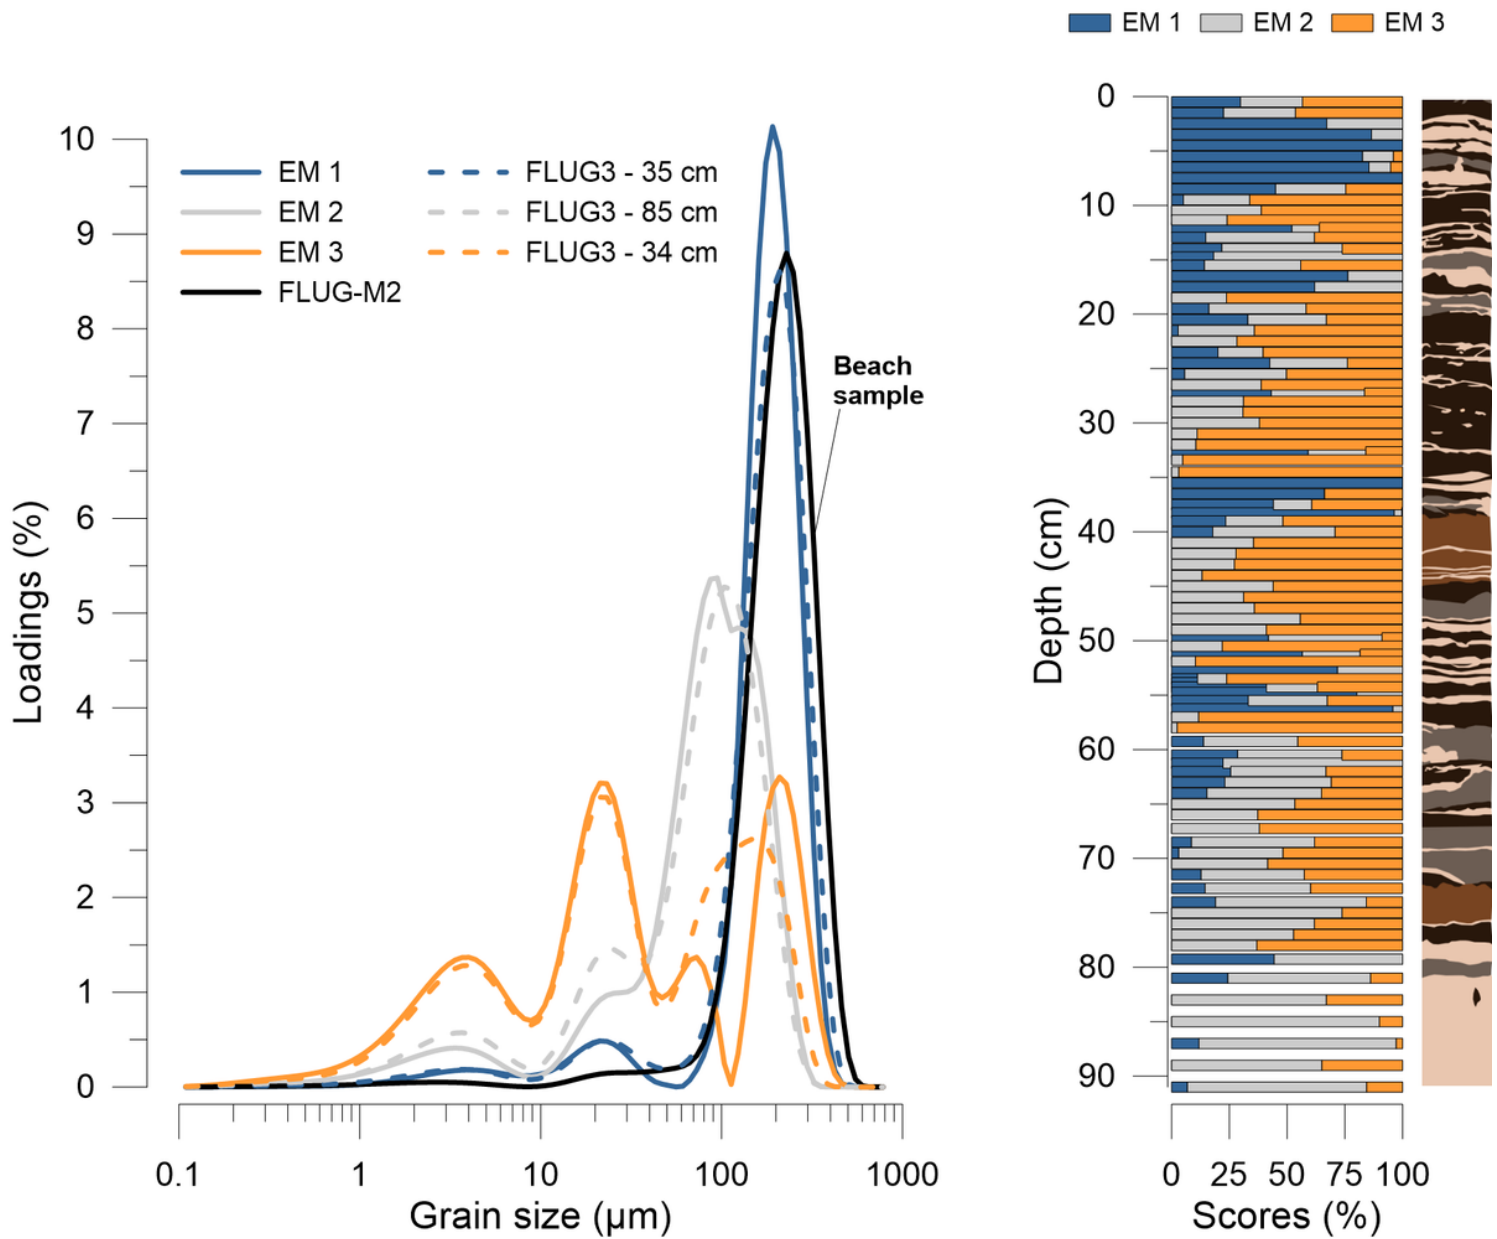 EM 1 EM 2 EM 3
EM 1 FLUG3 - 35 cm
EM 2 FLUG3 - 85 cm
EM 3 FLUG3 - 34 cm
FLUG-M2
Beach
sample
Loadings (%)
10
9
8
7
6
5
4
3
2
1
0
0.1 1 10 100 1000
Grain size (µm)
Depth (cm)
0
10
20
30
40
50
60
70
80
90
0 25 50 75 100
Scores (%)